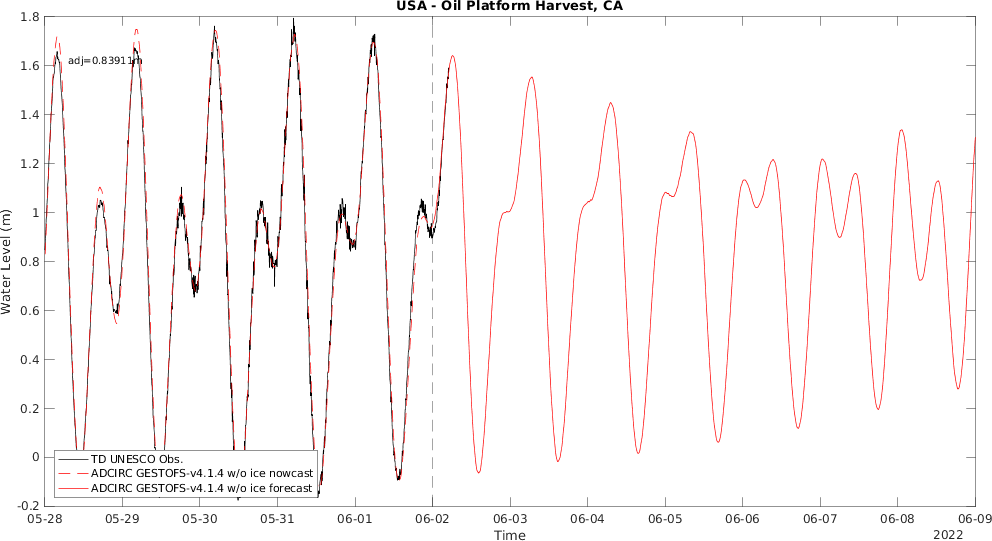 USA - Oil Platform Harvest, CA
1.8
1.6
1.4
1.2
1
0.8
0.6
0.4
0.2
0
-0.2
Water Level (m)
adj=0.83911m
TD UNESCO Obs.
ADCIRC GESTOFS-v4.1.4 w/o ice nowcast
ADCIRC GESTOFS-v4.1.4 w/o ice forecast
05-28 05-29 05-30 05-31 06-01 06-02 06-03 06-04 06-05 06-06 06-07 06-08 06-09
Time
2022